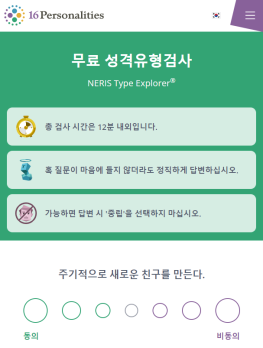 16Personalities
무료 성격유형검사
NERIS Type Explorer®
총 검사 시간은 12분 내외입니다.
혹 질문이 마음에 들지 않더라도 정직하게 답변하십시오.
가능하면 답변 시 '중립'을 선택하지 마십시오.
주기적으로 새로운 친구를 만든다.
동의
비동의